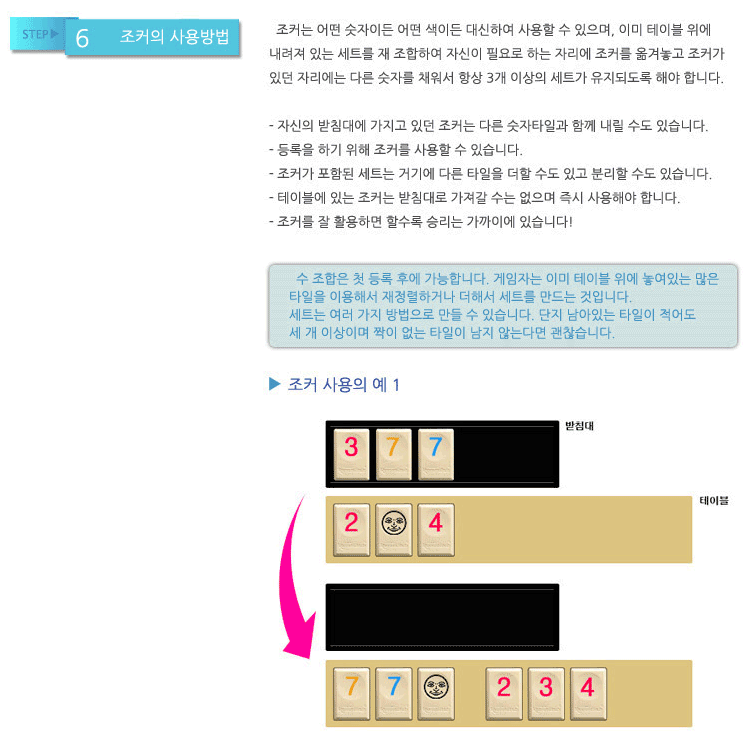 STEP▶ 6 조커의 사용방법
조커는 어떤 숫자이든 어떤 색이든 대신하여 사용할 수 있으며, 이미 테이블 위에
내려져 있는 세트를 재 조합하여 자신이 필요로 하는 자리에 조커를 옮겨놓고 조커가
있던 자리에는 다른 숫자를 채워서 항상 3개 이상의 세트가 유지되도록 해야 합니다.
- 자신의 받침대에 가지고 있던 조커는 다른 숫자타일과 함께 내릴 수도 있습니다.
- 등록을 하기 위해 조커를 사용할 수 있습니다.
- 조커가 포함된 세트는 거기에 다른 타일을 더할 수도 있고 분리할 수도 있습니다.
- 테이블에 있는 조커는 받침대로 가져갈 수는 없으며 즉시 사용해야 합니다.
- 조커를 잘 활용하면 할수록 승리는 가까이에 있습니다!
수 조합은 첫 등록 후에 가능합니다. 게임자는 이미 테이블 위에 놓여있는 많은
타일을 이용해서 재정렬하거나 더해서 세트를 만드는 것입니다.
세트는 여러 가지 방법으로 만들 수 있습니다. 단지 남아있는 타일이 적어도
세 개 이상이며 짝이 없는 타일이 남지 않는다면 괜찮습니다.
▶ 조커 사용의 예 1
받침대
3 7 7
테이블
2 4
7 7 2 3 4